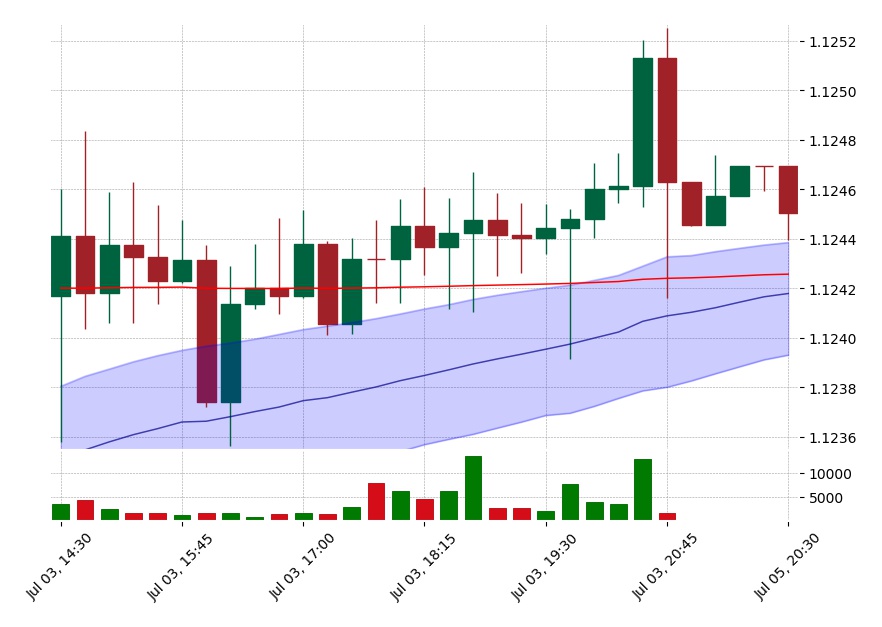 1.1252
1.1250
1.1248
1.1246
1.1244
1.1242
1.1240
1.1238
1.1236
10000
5000
Jul 03, 14:30
Jul 03, 15:45
Jul 03, 17:00
Jul 03, 18:15
Jul 03, 19:30
Jul 03, 20:45
Jul 05, 20:30